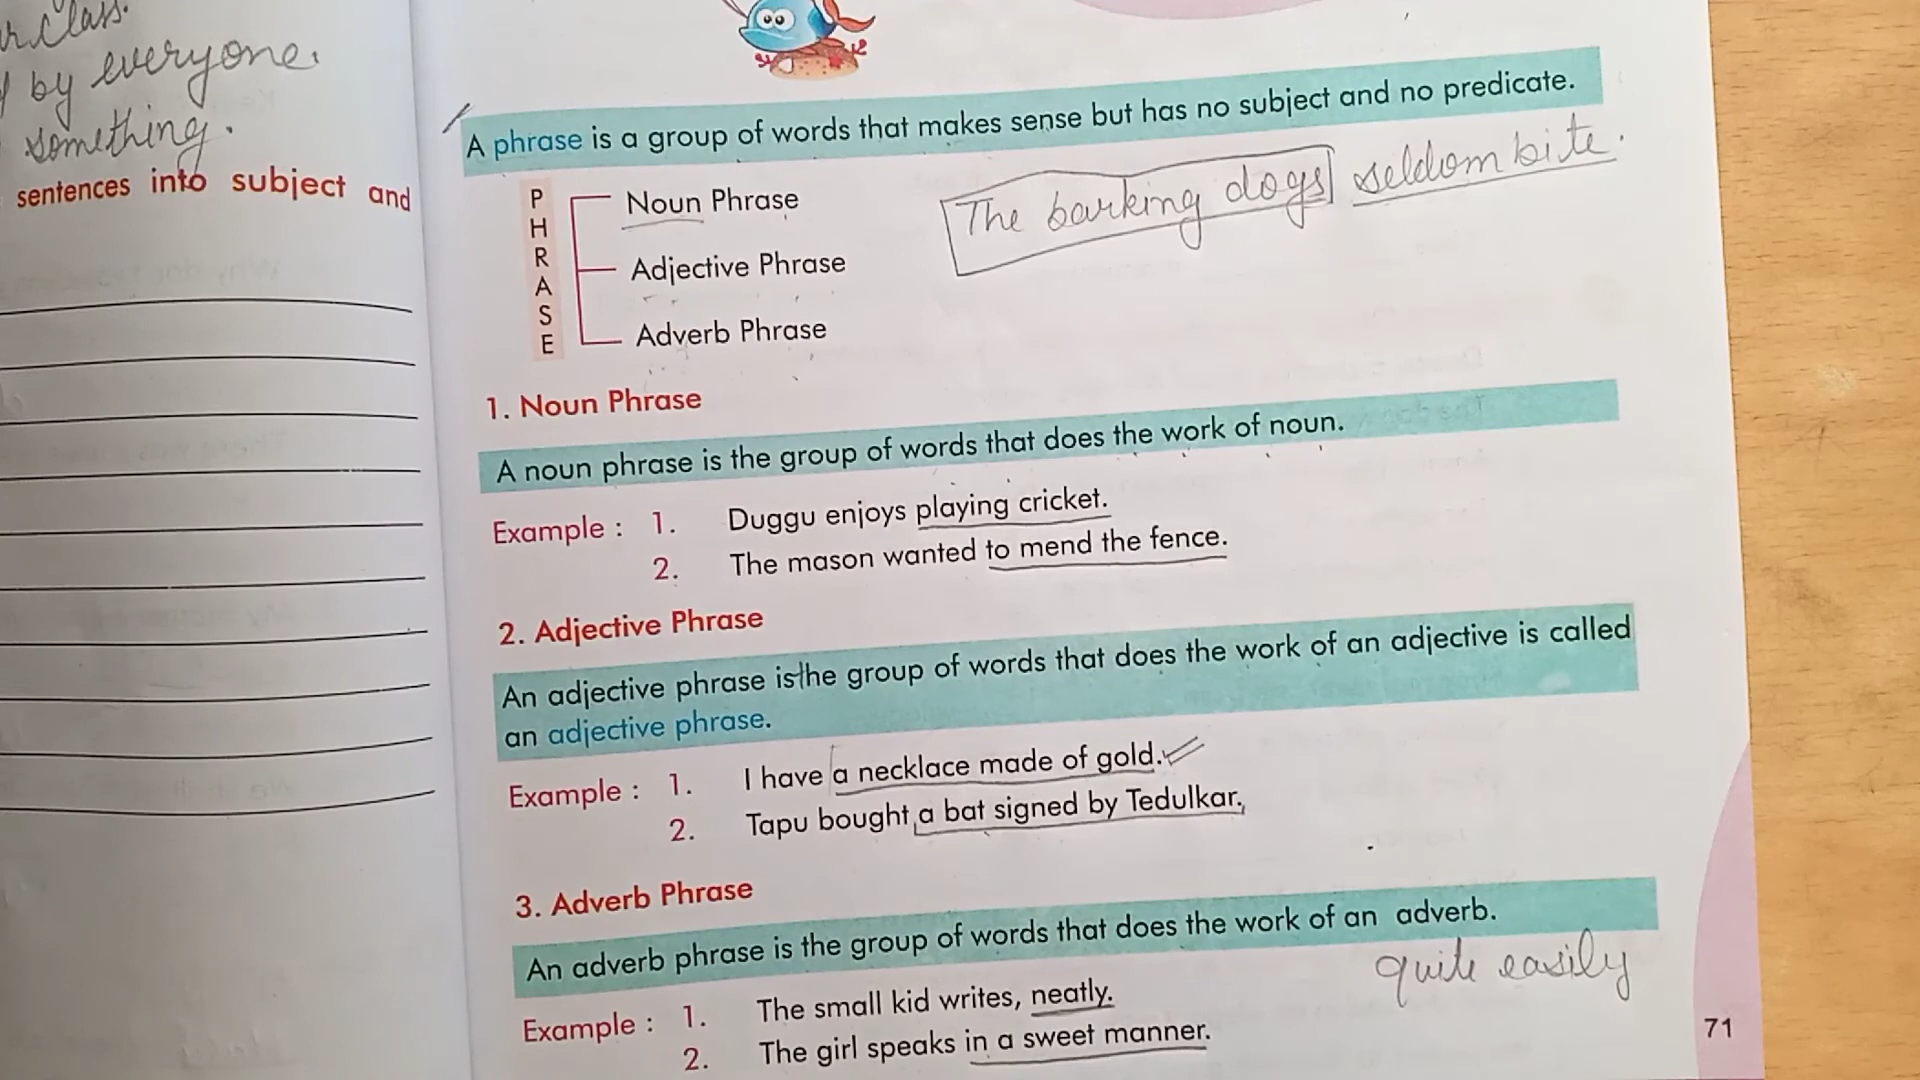 r class.
by everyone.
something.
sentences into subject and
A phrase is a group of words that makes sense but has no subject and no predicate.
The barking dogs seldom bite.
PHRASE
Noun Phrase
Adjective Phrase
Adverb Phrase
1. Noun Phrase
A noun phrase is the group of words that does the work of noun.
Example : 1. Duggu enjoys playing cricket.
2. The mason wanted to mend the fence.
2. Adjective Phrase
An adjective phrase is the group of words that does the work of an adjective is called
an adjective phrase.
Example : 1. I have a necklace made of gold.
2. Tapu bought a bat signed by Tedulkar.
3. Adverb Phrase
An adverb phrase is the group of words that does the work of an adverb.
quite easily
Example : 1. The small kid writes, neatly.
2. The girl speaks in a sweet manner.
71